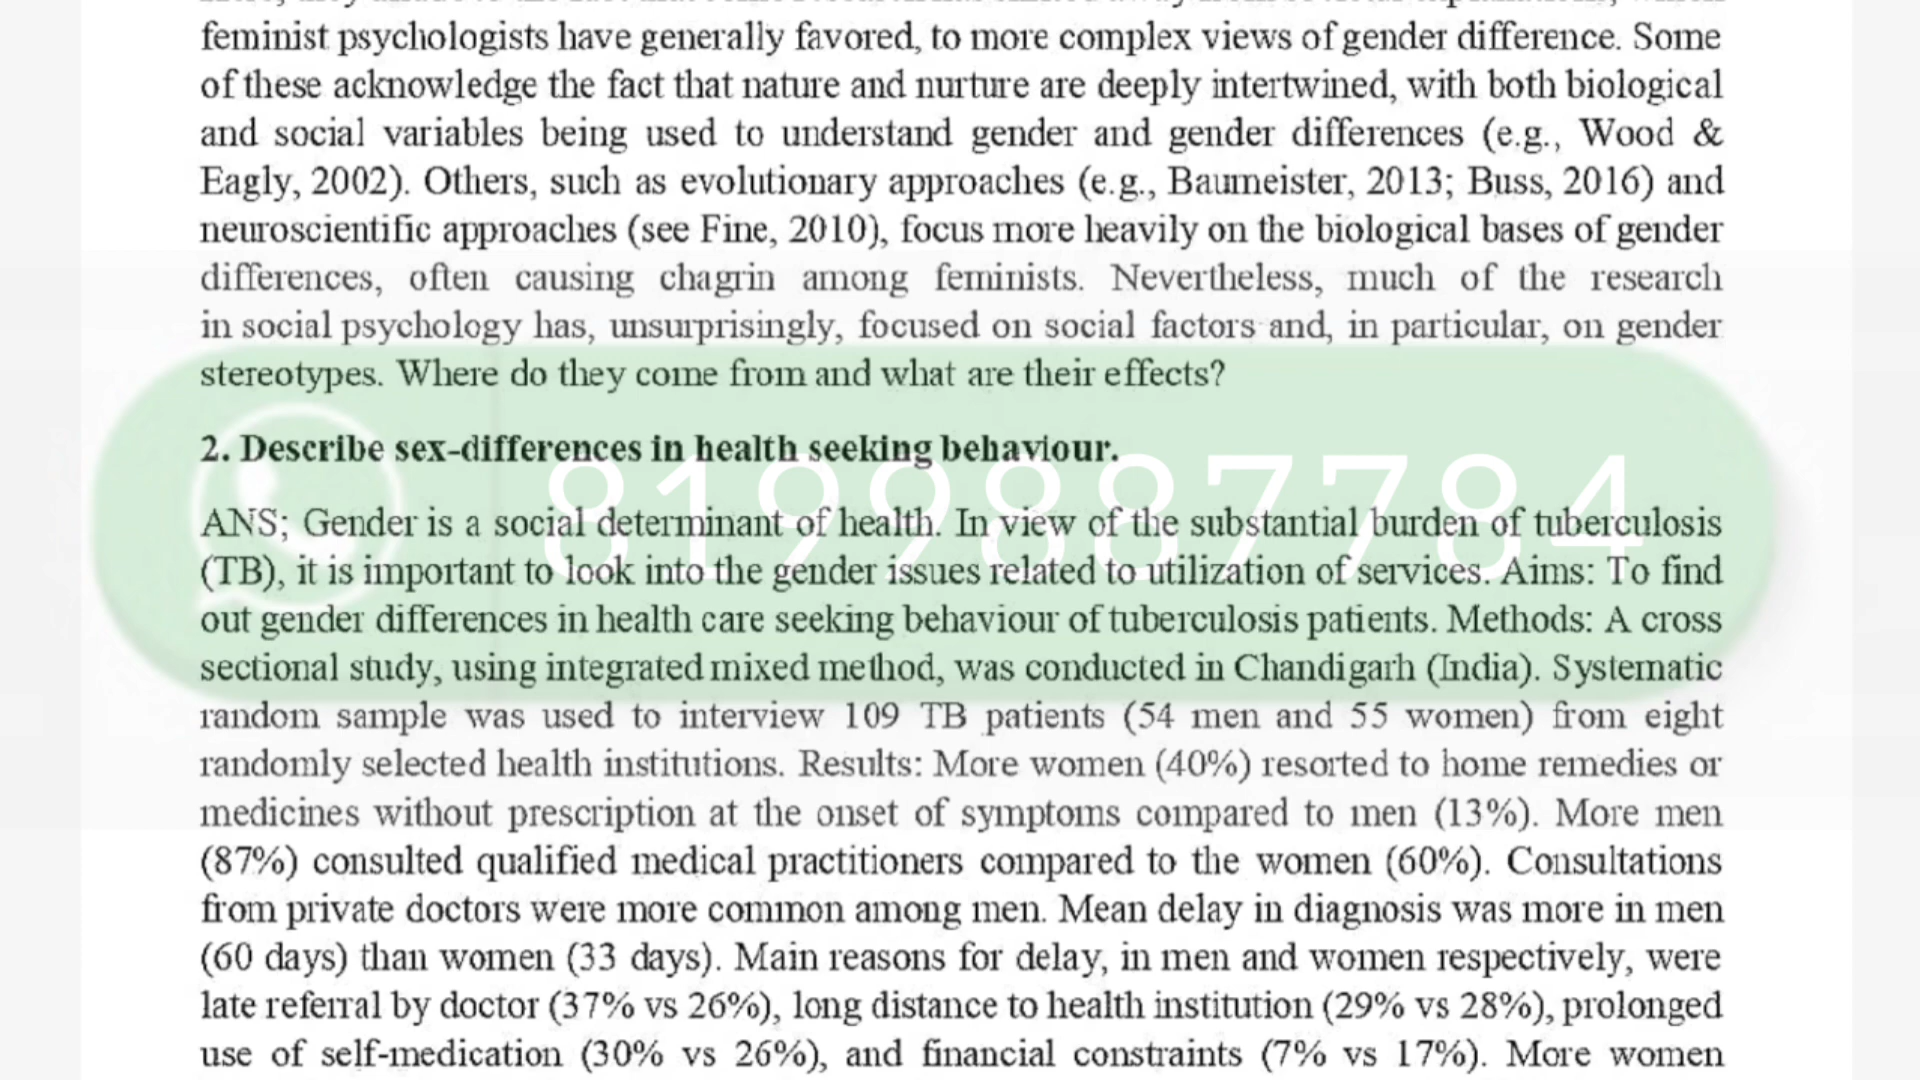 feminist psychologists have generally favored, to more complex views of gender difference. Some
of these acknowledge the fact that nature and nurture are deeply intertwined, with both biological
and social variables being used to understand gender and gender differences (e.g., Wood &
Eagly, 2002). Others, such as evolutionary approaches (e.g., Baumeister, 2013; Buss, 2016) and
neuroscientific approaches (see Fine, 2010), focus more heavily on the biological bases of gender
differences, often causing chagrin among feminists. Nevertheless, much of the research
in social psychology has, unsurprisingly, focused on social factors and, in particular, on gender
stereotypes. Where do they come from and what are their effects?
2. Describe sex-differences in health seeking behaviour.
8199887784
ANS; Gender is a social determinant of health. In view of the substantial burden of tuberculosis
(TB), it is important to look into the gender issues related to utilization of services. Aims: To find
out gender differences in health care seeking behaviour of tuberculosis patients. Methods: A cross
sectional study, using integrated mixed method, was conducted in Chandigarh (India). Systematic
random sample was used to interview 109 TB patients (54 men and 55 women) from eight
randomly selected health institutions. Results: More women (40%) resorted to home remedies or
medicines without prescription at the onset of symptoms compared to men (13%). More men
(87%) consulted qualified medical practitioners compared to the women (60%). Consultations
from private doctors were more common among men. Mean delay in diagnosis was more in men
(60 days) than women (33 days). Main reasons for delay, in men and women respectively, were
late referral by doctor (37% vs 26%), long distance to health institution (29% vs 28%), prolonged
use of self-medication (30% vs 26%), and financial constraints (7% vs 17%). More women